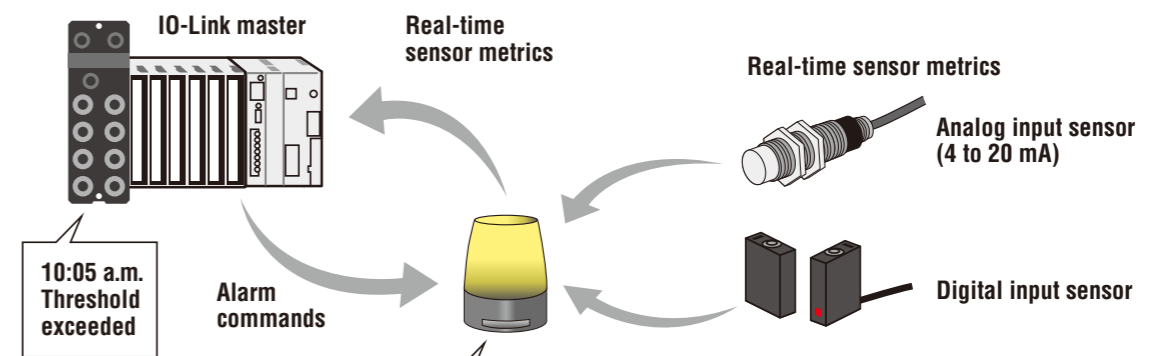 IO-Link master
Real-time
sensor metrics
Real-time sensor metrics
Analog input sensor
(4 to 20 mA)
10:05 a.m.
Threshold
exceeded
Alarm
commands
Digital input sensor